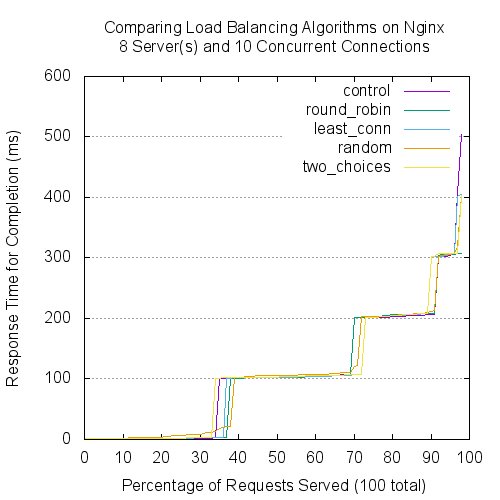 Comparing Load Balancing Algorithms on Nginx
8 Server(s) and 10 Concurrent Connections
600
500
400
300
200
100
0
Response Time for Completion (ms)
control
round_robin
least_conn
random
two_choices
0 10 20 30 40 50 60 70 80 90 100
Percentage of Requests Served (100 total)